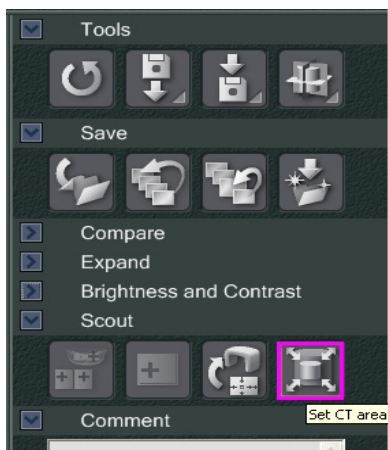 Tools
Save
Compare
Expand
Brightness and Contrast
Scout
Set CT area
Comment